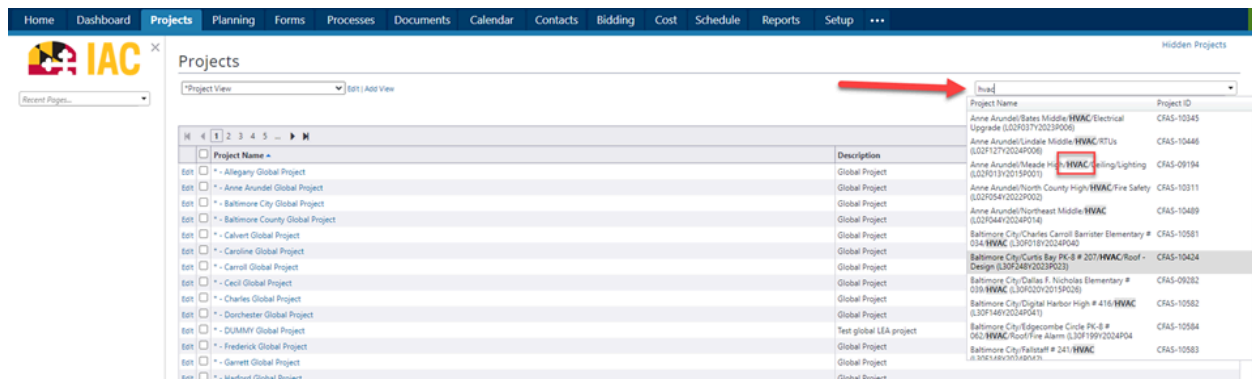 Home Dashboard Projects Planning Forms Processes Documents Calendar Contacts Bidding Cost Schedule Reports Setup •••
IAC
Hidden Projects
Projects
Recent Pages...
*Project View
Edit | Add View
hvac
Project Name Project ID
Anne Arundel/Bates Middle/HVAC/Electrical CFAS-10345
Upgrade (L02F037Y2023P006)
Anne Arundel/Lindale Middle/HVAC/RTUs CFAS-10446
(L02F127Y2024P006)
Anne Arundel/Meade High/HVAC/Ceiling/Lighting CFAS-09194
(L02F013Y2015P001)
Anne Arundel/North County High/HVAC/Fire Safety CFAS-10311
(L02F054Y2022P002)
Anne Arundel/Northeast Middle/HVAC CFAS-10489
(L02F044Y2024P014)
Baltimore City/Charles Carroll Barrister Elementary # CFAS-10581
034/HVAC (L30F018Y2024P040
Baltimore City/Curtis Bay PK-8 # 207/HVAC/Roof - CFAS-10424
Design (L30F248Y2023P023)
Baltimore City/Dallas F. Nicholas Elementary # CFAS-09282
039/HVAC (L30F020Y2015P026)
Baltimore City/Digital Harbor High # 416/HVAC CFAS-10582
(L30F146Y2024P041)
Baltimore City/Edgecombe Circle PK-8 # CFAS-10584
062/HVAC/Roof/Fire Alarm (L30F199Y2024P04
Baltimore City/Fallstaff # 241/HVAC CFAS-10583
1 2 3 4 5 ...
Project Name Description
Edit * - Allegany Global Project Global Project
Edit * - Anne Arundel Global Project Global Project
Edit * - Baltimore City Global Project Global Project
Edit * - Baltimore County Global Project Global Project
Edit * - Calvert Global Project Global Project
Edit * - Caroline Global Project Global Project
Edit * - Carroll Global Project Global Project
Edit * - Cecil Global Project Global Project
Edit * - Charles Global Project Global Project
Edit * - Dorchester Global Project Global Project
Edit * - DUMMY Global Project Test global LEA project
Edit * - Frederick Global Project Global Project
Edit * - Garrett Global Project Global Project
Edit * - Harford Global Project Global Project